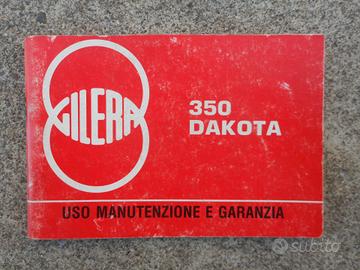 GILERA
350
DAKOTA
USO MANUTENZIONE E GARANZIA
subito